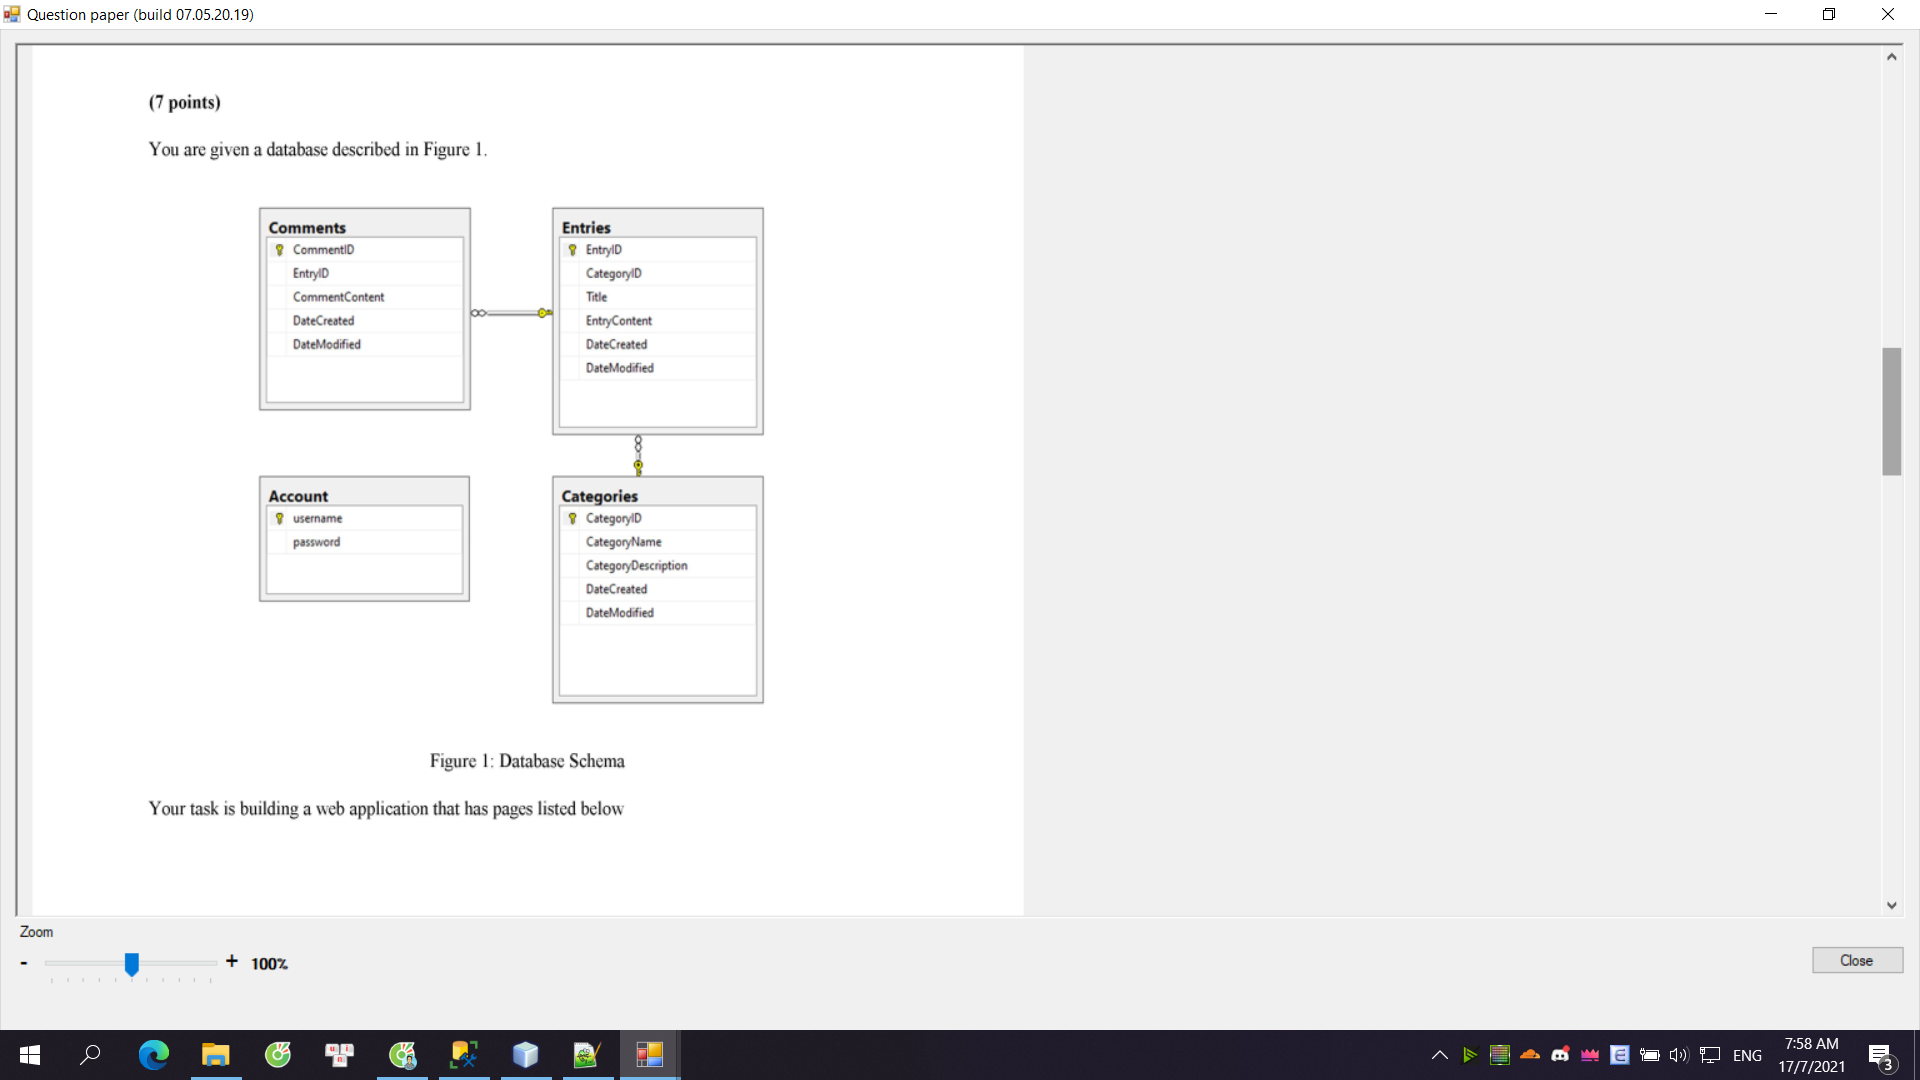 Question paper (build 07.05.20.19)
(7 points)
You are given a database described in Figure 1.
Comments
CommentID
EntryID
CommentContent
DateCreated
DateModified
Entries
EntryID
CategoryID
Title
EntryContent
DateCreated
DateModified
Account
username
password
Categories
CategoryID
CategoryName
CategoryDescription
DateCreated
DateModified
Figure 1: Database Schema
Your task is building a web application that has pages listed below
Zoom
- + 100%
Close
ENG
7:58 AM
17/7/2021
3